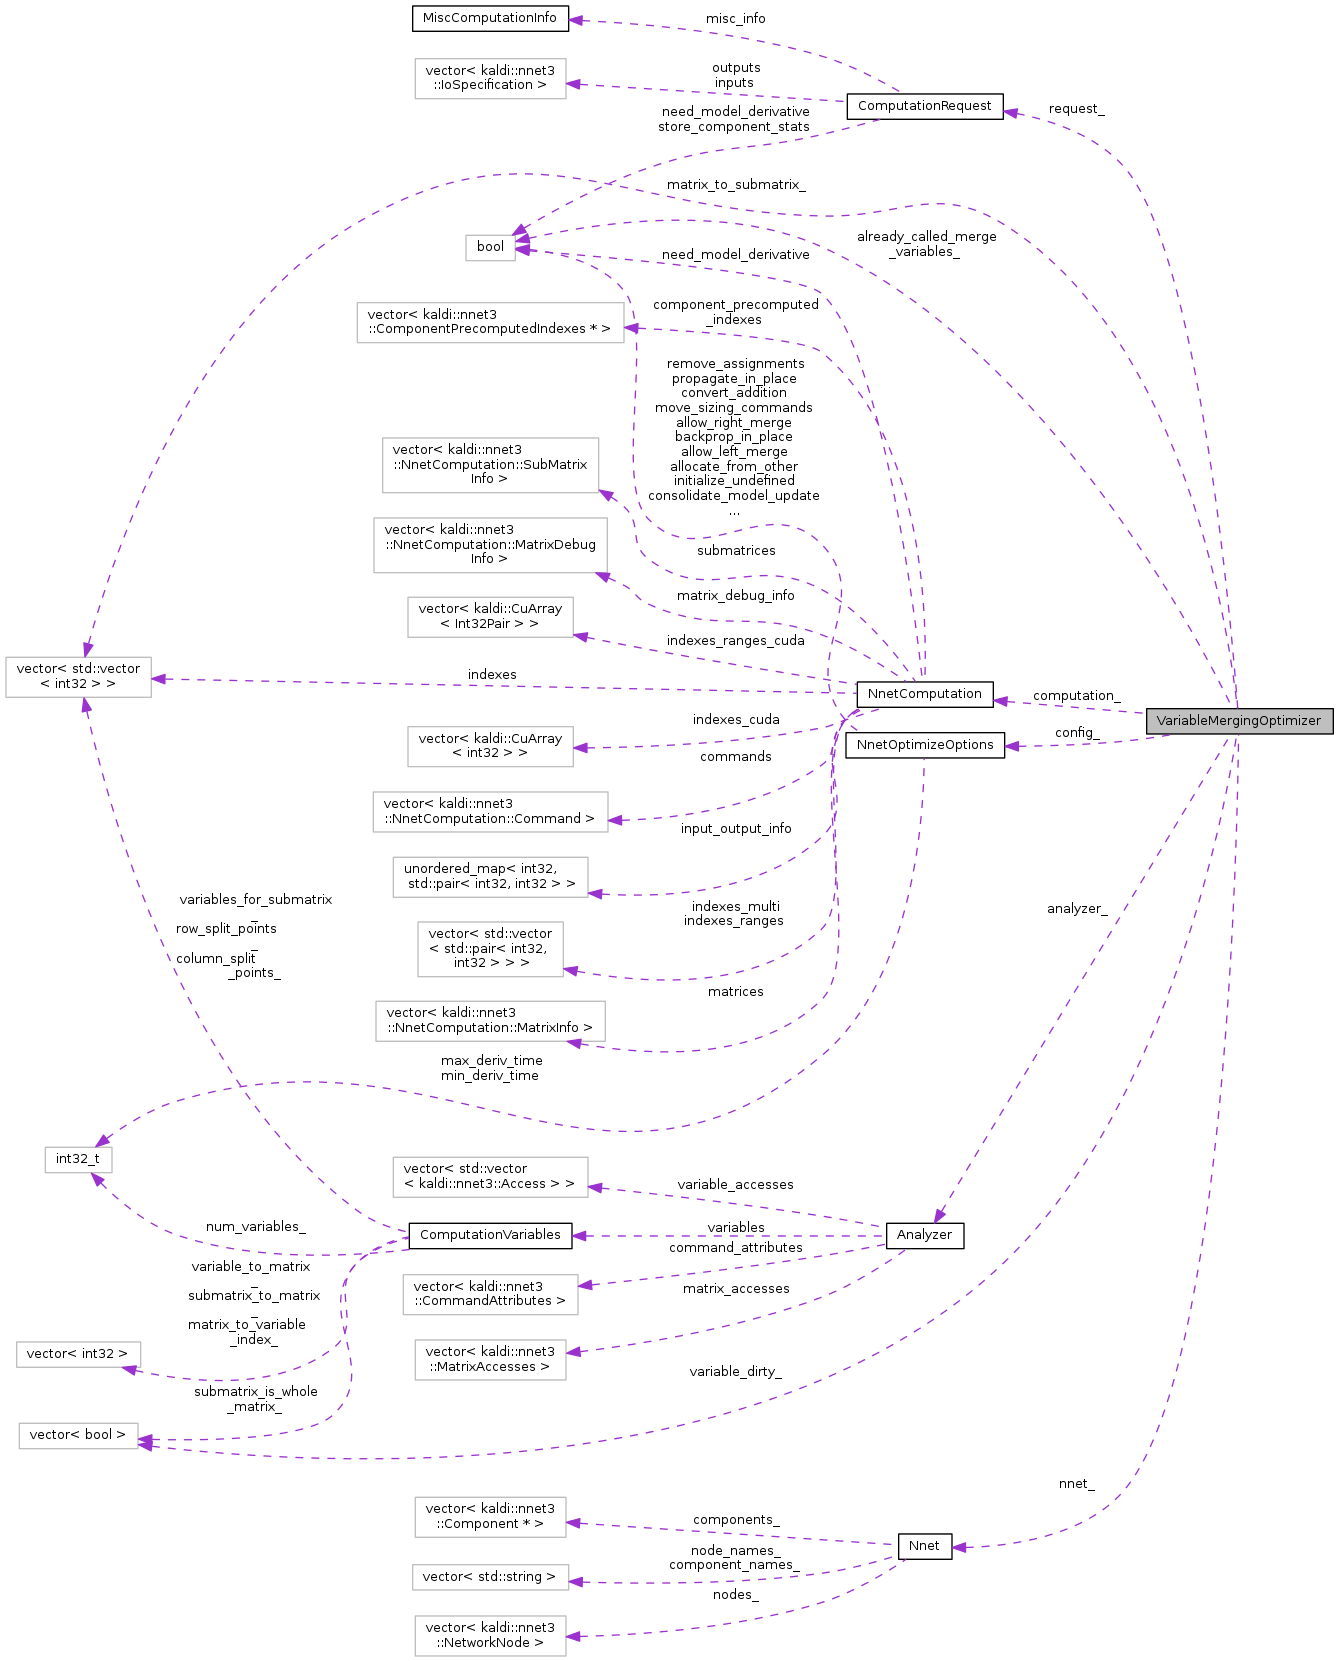 MiscComputationInfo
misc_info
vector< kaldi::nnet3
::IoSpecification >
outputs
inputs
ComputationRequest
request_
need_model_derivative
store_component_stats
matrix_to_submatrix_
bool
already_called_merge
_variables_
need_model_derivative
vector< kaldi::nnet3
::ComponentPrecomputedIndexes * >
component_precomputed
_indexes
remove_assignments
propagate_in_place
convert_addition
move_sizing_commands
allow_right_merge
backprop_in_place
allow_left_merge
allocate_from_other
initialize_undefined
consolidate_model_update
...
vector< kaldi::nnet3
::NnetComputation::SubMatrix
Info >
submatrices
vector< kaldi::nnet3
::NnetComputation::MatrixDebug
Info >
matrix_debug_info
vector< kaldi::CuArray
< Int32Pair > >
indexes_ranges_cuda
vector< std::vector
< int32 > >
indexes
NnetComputation
computation_
VariableMergingOptimizer
config_
NnetOptimizeOptions
indexes_cuda
vector< kaldi::CuArray
< int32 > >
commands
vector< kaldi::nnet3
::NnetComputation::Command >
input_output_info
unordered_map< int32,
std::pair< int32, int32 > >
variables_for_submatrix
_
row_split_points
_
column_split
_points_
indexes_multi
indexes_ranges
analyzer_
vector< std::vector
< std::pair< int32,
int32 > > >
matrices
vector< kaldi::nnet3
::NnetComputation::MatrixInfo >
max_deriv_time
min_deriv_time
int32_t
vector< std::vector
< kaldi::nnet3::Access > >
variable_accesses
num_variables_
ComputationVariables
variables
Analyzer
command_attributes
variable_to_matrix
_
submatrix_to_matrix
_
matrix_to_variable
_index_
vector< kaldi::nnet3
::CommandAttributes >
matrix_accesses
vector< int32 >
vector< kaldi::nnet3
::MatrixAccesses >
variable_dirty_
submatrix_is_whole
_matrix_
vector< bool >
nnet_
vector< kaldi::nnet3
::Component * >
components_
Nnet
node_names_
component_names_
vector< std::string >
nodes_
vector< kaldi::nnet3
::NetworkNode >